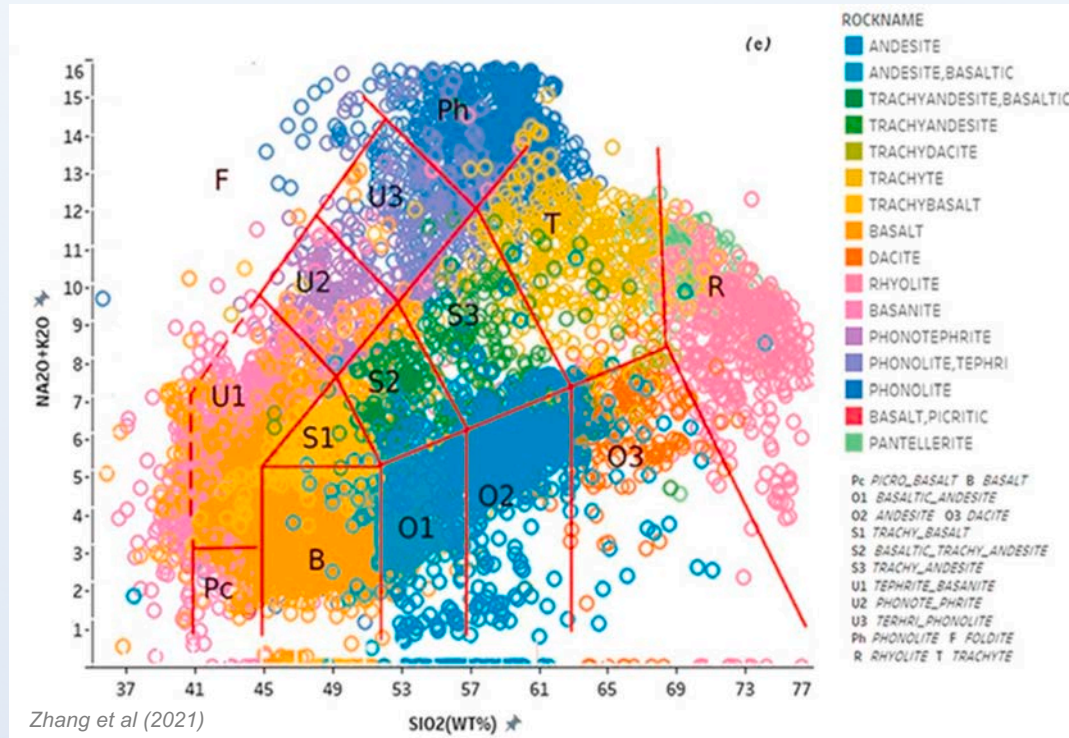 (e)
16
15
14
13
12
11
10
9
8
7
6
5
4
3
2
1
NA2O+K2O
F
Ph
U3
T
U2
R
S3
U1
S2
S1
O3
O2
O1
B
Pc
37 41 45 49 53 57 61 65 69 73 77
SIO2(WT%)
Zhang et al (2021)
ROCKNAME
ANDESITE
ANDESITE,BASALTIC
TRACHYANDESITE,BASALTIC
TRACHYANDESITE
TRACHYDACITE
TRACHYTE
TRACHYBASALT
BASALT
DACITE
RHYOLITE
BASANITE
PHONOTEPHRITE
PHONOLITE,TEPHRI
PHONOLITE
BASALT,PICRITIC
PANTELLERITE
Pc PICRO_BASALT B BASALT
O1 BASALTIC_ANDESITE
O2 ANDESITE O3 DACITE
S1 TRACHY_BASALT
S2 BASALTIC_TRACHY_ANDESITE
S3 TRACHY_ANDESITE
U1 TEPHRITE_BASANITE
U2 PHONOTE_PHRITE
U3 TERHRI_PHONOLITE
Ph PHONOLITE F FOLDITE
R RHYOLITE T TRACHYTE